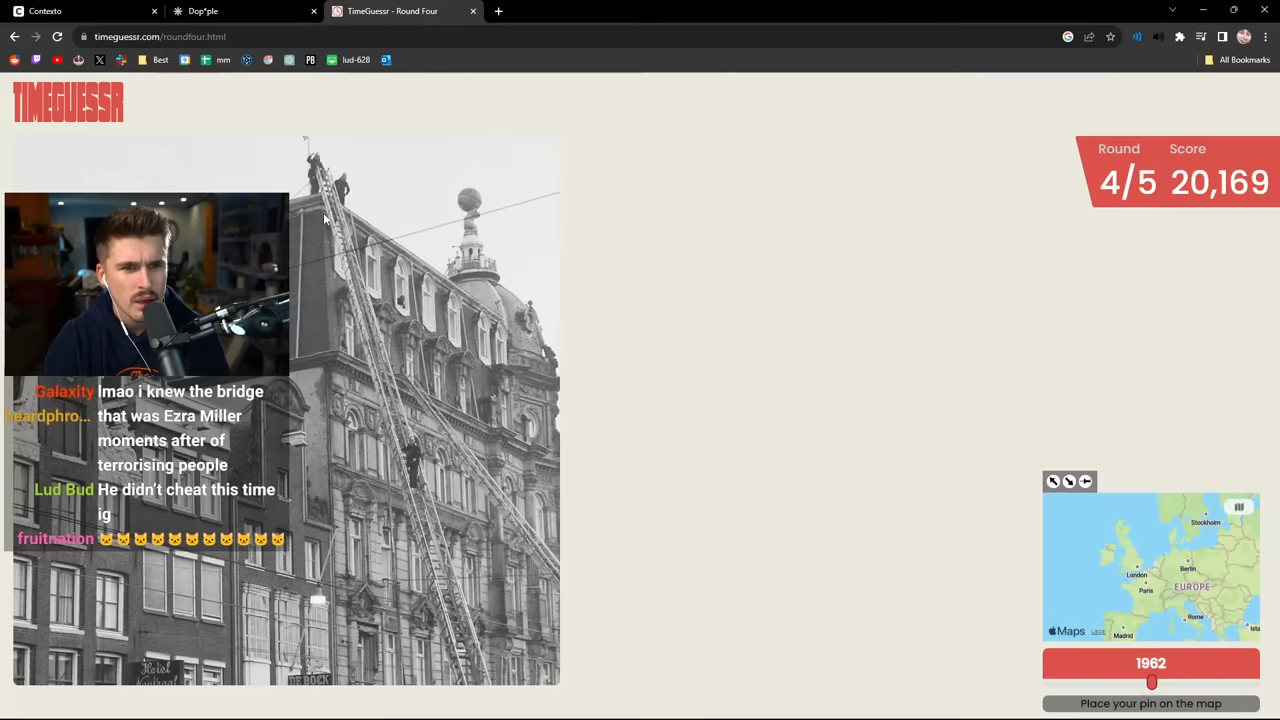 Contexto
Dop*ple
TimeGuessr - Round Four
timeguessr.com/roundfour.html
Best
mm
PB
lud-628
All Bookmarks
TIMEGUESSR
Round
Score
4/5
20,169
Galaxity lmao i knew the bridge
that was Ezra Miller
moments after of
terrorising people
Lud Bud He didn't cheat this time
ig
fruitnation 🐱🐱🐱🐱🐱🐱🐱🐱🐱🐱🐱
Hotel
DE BOCK
Stockholm
London
Berlin
Paris
EUROPE
Rome
Madrid
Maps
1962
Place your pin on the map